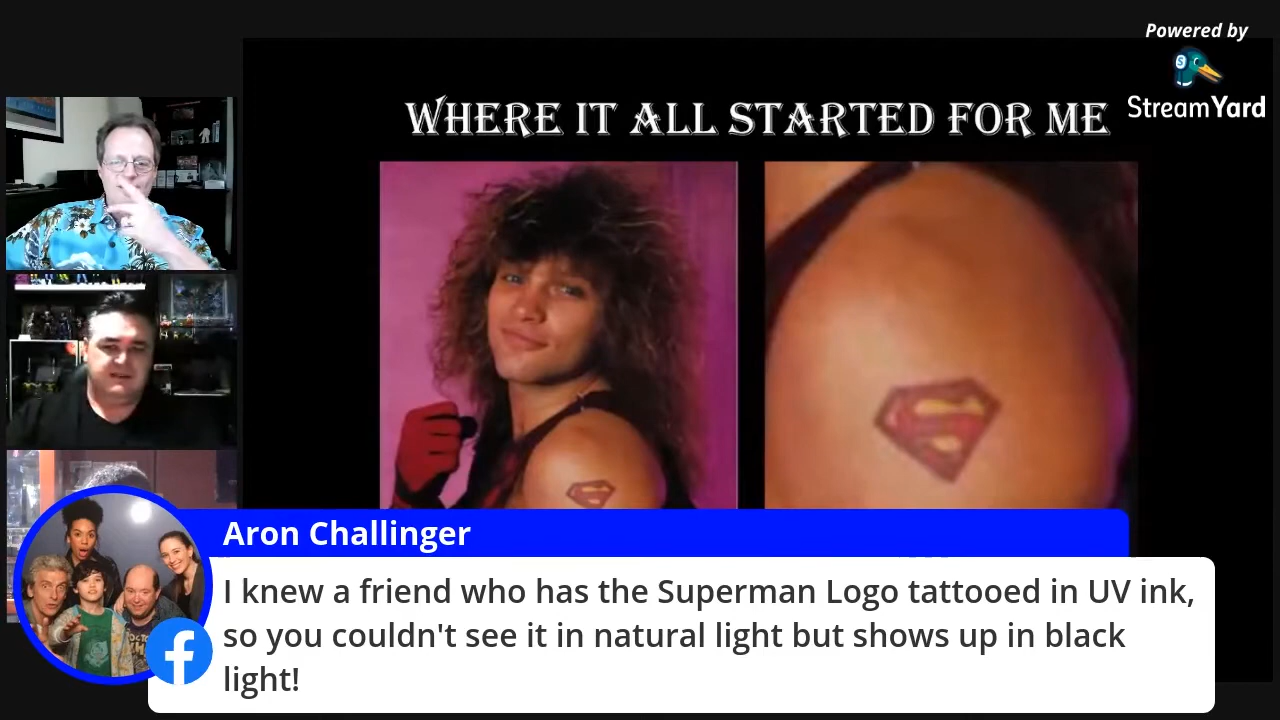 Powered by
StreamYard
WHERE IT ALL STARTED FOR ME
Aron Challinger
I knew a friend who has the Superman Logo tattooed in UV ink,
so you couldn't see it in natural light but shows up in black
light!